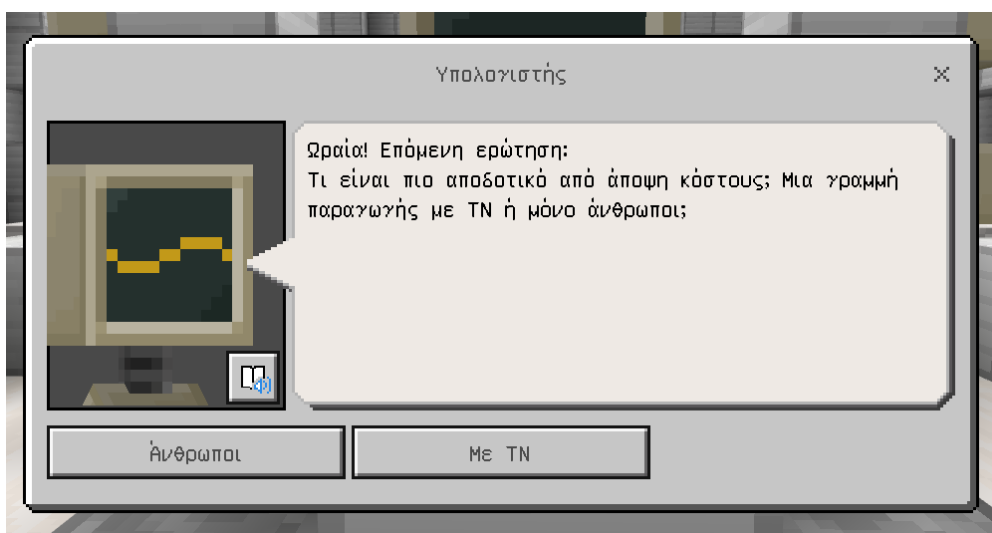 Υπολογιστής
Ωραία! Επόμενη ερώτηση:
Τι είναι πιο αποδοτικό από άποψη κόστους; Μια γραμμή
παραγωγής με ΤΝ ή μόνο άνθρωποι;
Άνθρωποι
Με ΤΝ